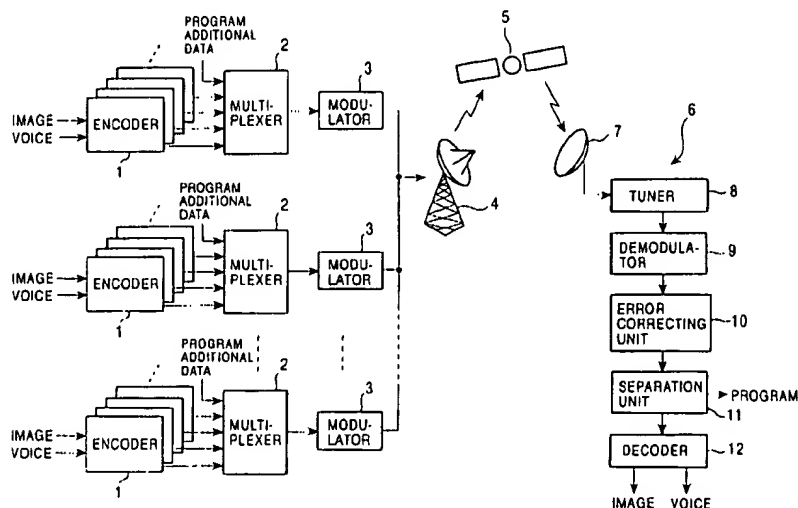 PROGRAM
ADDITIONAL
DATA
2
3
IMAGE
VOICE
ENCODER
1
MULTI-
PLEXER
MODU-
LATOR
PROGRAM
ADDITIONAL
DATA
2
3
IMAGE
VOICE
ENCODER
1
MULTI-
PLEXER
MODU-
LATOR
PROGRAM
ADDITIONAL
DATA
2
3
IMAGE
VOICE
ENCODER
1
MULTI-
PLEXER
MODU-
LATOR
4
5
7
6
TUNER
8
DEMODULA-
TOR
9
ERROR
CORRECTING
UNIT
10
SEPARATION
UNIT
PROGRAM
11
DECODER
12
IMAGE VOICE